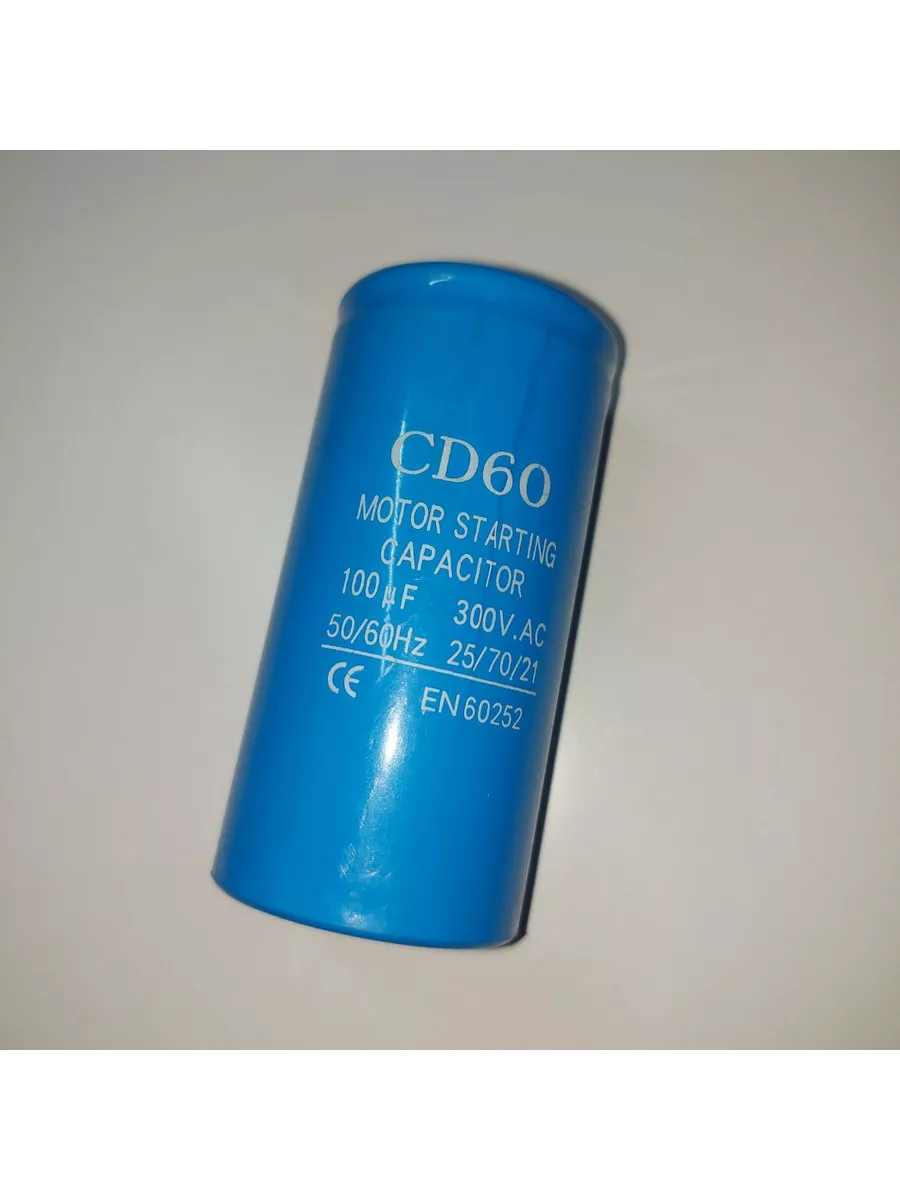 CD60
MOTOR STARTING
CAPACITOR
100µF 300V.AC
50/60Hz 25/70/21
CE EN60252